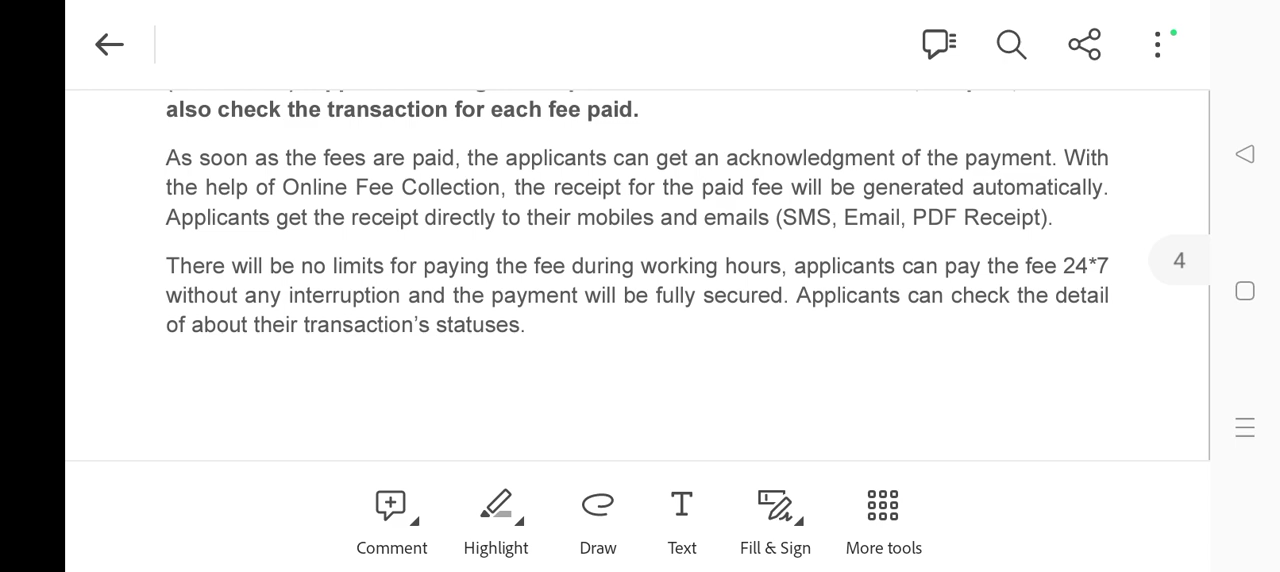 also check the transaction for each fee paid.
As soon as the fees are paid, the applicants can get an acknowledgment of the payment. With
the help of Online Fee Collection, the receipt for the paid fee will be generated automatically.
Applicants get the receipt directly to their mobiles and emails (SMS, Email, PDF Receipt).
There will be no limits for paying the fee during working hours, applicants can pay the fee 24*7
without any interruption and the payment will be fully secured. Applicants can check the detail
of about their transaction’s statuses.
4
Comment Highlight Draw Text Fill & Sign More tools